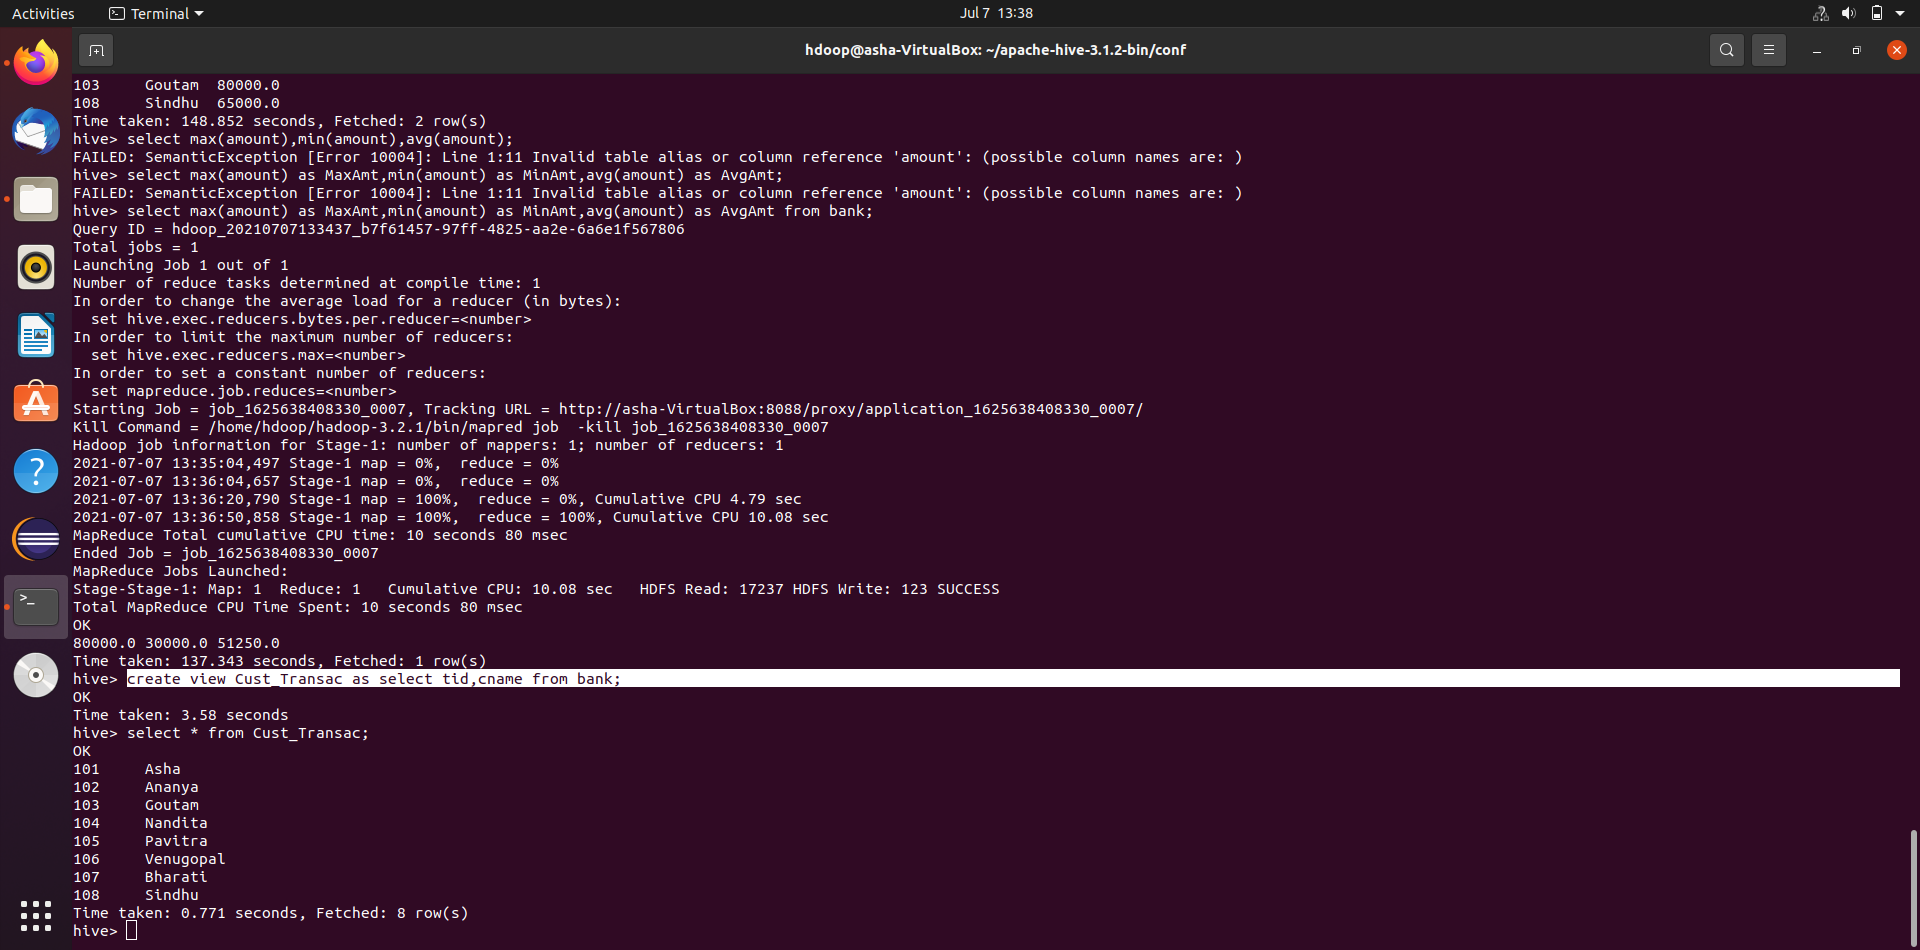 Activities Terminal Jul 7 13:38
hdoop@asha-VirtualBox: ~/apache-hive-3.1.2-bin/conf
103     Goutam  80000.0
108     Sindhu  65000.0
Time taken: 148.852 seconds, Fetched: 2 row(s)
hive> select max(amount),min(amount),avg(amount);
FAILED: SemanticException [Error 10004]: Line 1:11 Invalid table alias or column reference 'amount': (possible column names are: )
hive> select max(amount) as MaxAmt,min(amount) as MinAmt,avg(amount) as AvgAmt;
FAILED: SemanticException [Error 10004]: Line 1:11 Invalid table alias or column reference 'amount': (possible column names are: )
hive> select max(amount) as MaxAmt,min(amount) as MinAmt,avg(amount) as AvgAmt from bank;
Query ID = hdoop_20210707133437_b7f61457-97ff-4825-aa2e-6a6e1f567806
Total jobs = 1
Launching Job 1 out of 1
Number of reduce tasks determined at compile time: 1
In order to change the average load for a reducer (in bytes):
  set hive.exec.reducers.bytes.per.reducer=<number>
In order to limit the maximum number of reducers:
  set hive.exec.reducers.max=<number>
In order to set a constant number of reducers:
  set mapreduce.job.reduces=<number>
Starting Job = job_1625638408330_0007, Tracking URL = http://asha-VirtualBox:8088/proxy/application_1625638408330_0007/
Kill Command = /home/hdoop/hadoop-3.2.1/bin/mapred job  -kill job_1625638408330_0007
Hadoop job information for Stage-1: number of mappers: 1; number of reducers: 1
2021-07-07 13:35:04,497 Stage-1 map = 0%,  reduce = 0%
2021-07-07 13:36:04,657 Stage-1 map = 0%,  reduce = 0%
2021-07-07 13:36:20,790 Stage-1 map = 100%,  reduce = 0%, Cumulative CPU 4.79 sec
2021-07-07 13:36:50,858 Stage-1 map = 100%,  reduce = 100%, Cumulative CPU 10.08 sec
MapReduce Total cumulative CPU time: 10 seconds 80 msec
Ended Job = job_1625638408330_0007
MapReduce Jobs Launched:
Stage-Stage-1: Map: 1  Reduce: 1   Cumulative CPU: 10.08 sec   HDFS Read: 17237 HDFS Write: 123 SUCCESS
Total MapReduce CPU Time Spent: 10 seconds 80 msec
OK
80000.0 30000.0 51250.0
Time taken: 137.343 seconds, Fetched: 1 row(s)
hive> create view Cust_Transac as select tid,cname from bank;
OK
Time taken: 3.58 seconds
hive> select * from Cust_Transac;
OK
101     Asha
102     Ananya
103     Goutam
104     Nandita
105     Pavitra
106     Venugopal
107     Bharati
108     Sindhu
Time taken: 0.771 seconds, Fetched: 8 row(s)
hive>